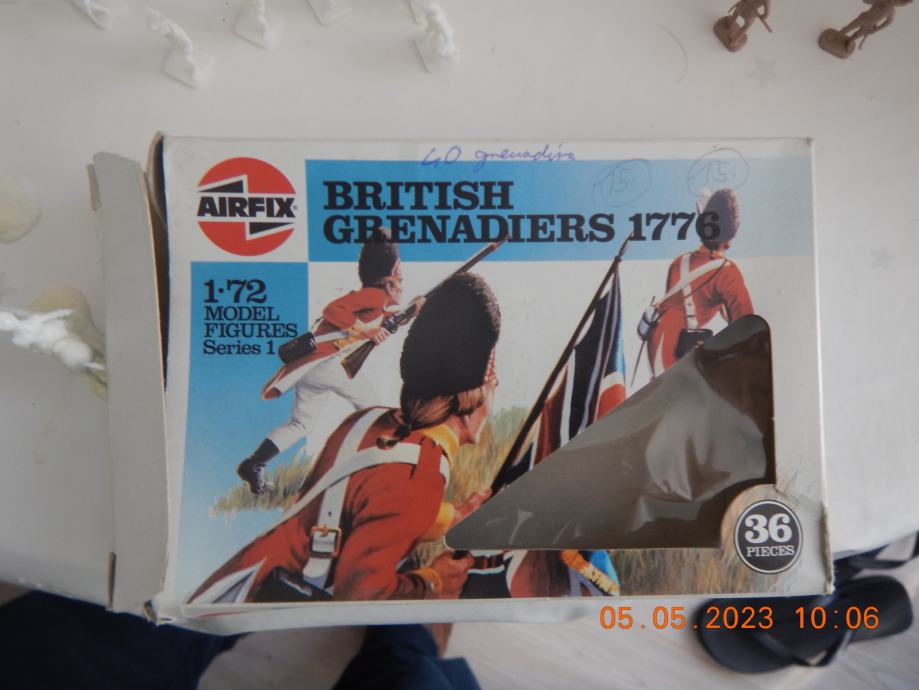 40 grenadira
15,
15,
AIRFIX®
BRITISH
GRENADIERS 1776
1·72
MODEL
FIGURES
Series 1
36
PIECES
05.05.2023 10:06